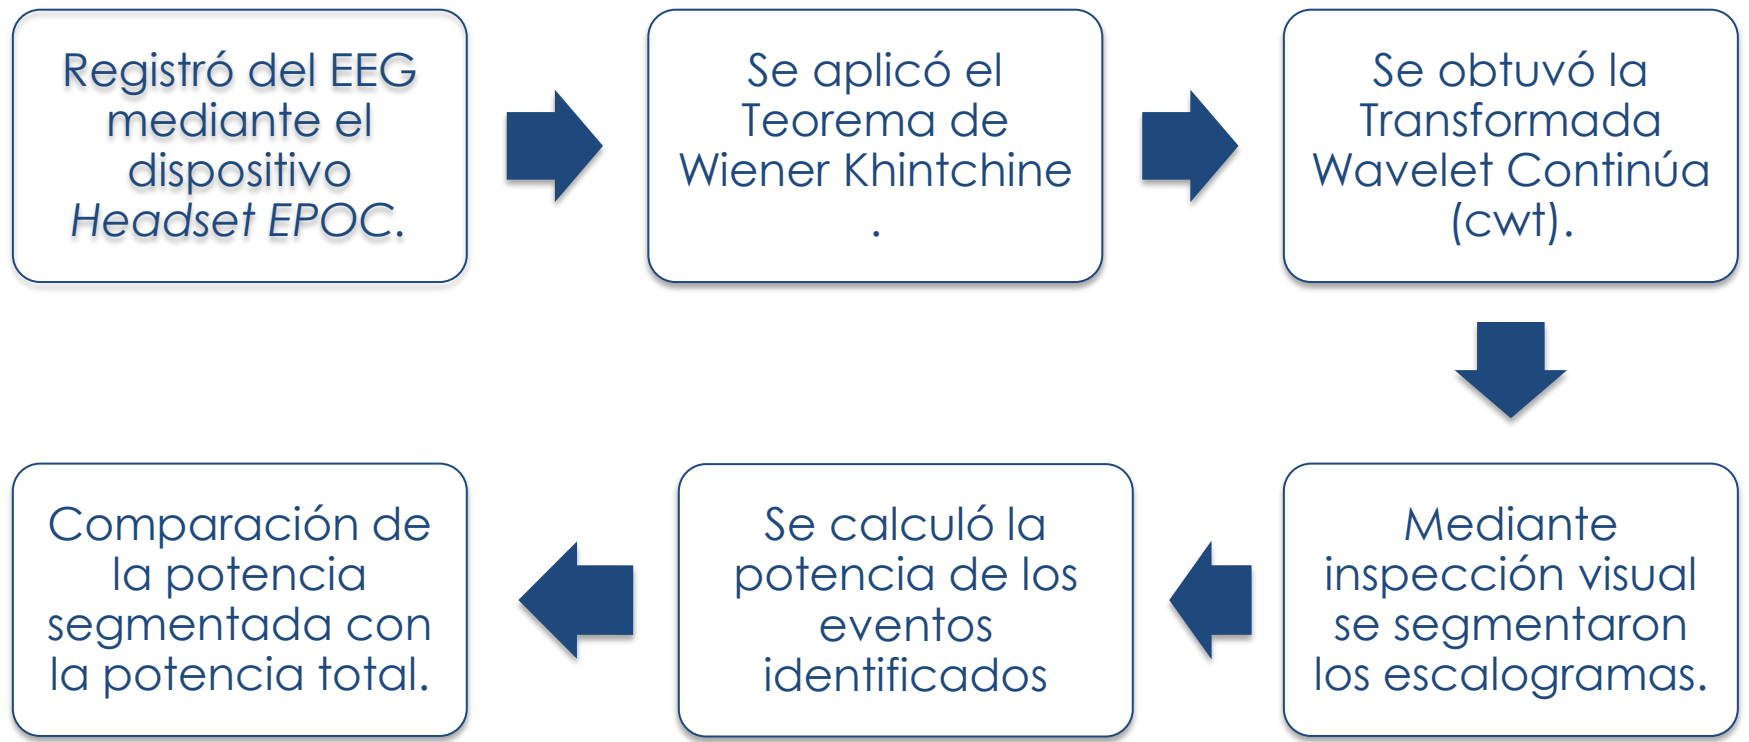 Registró del EEG
mediante el
dispositivo
Headset EPOC.
Se aplicó el
Teorema de
Wiener Khintchine
.
Se obtuvó la
Transformada
Wavelet Continúa
(cwt).
Mediante
inspección visual
se segmentaron
los escalogramas.
Se calculó la
potencia de los
eventos
identificados
Comparación de
la potencia
segmentada con
la potencia total.